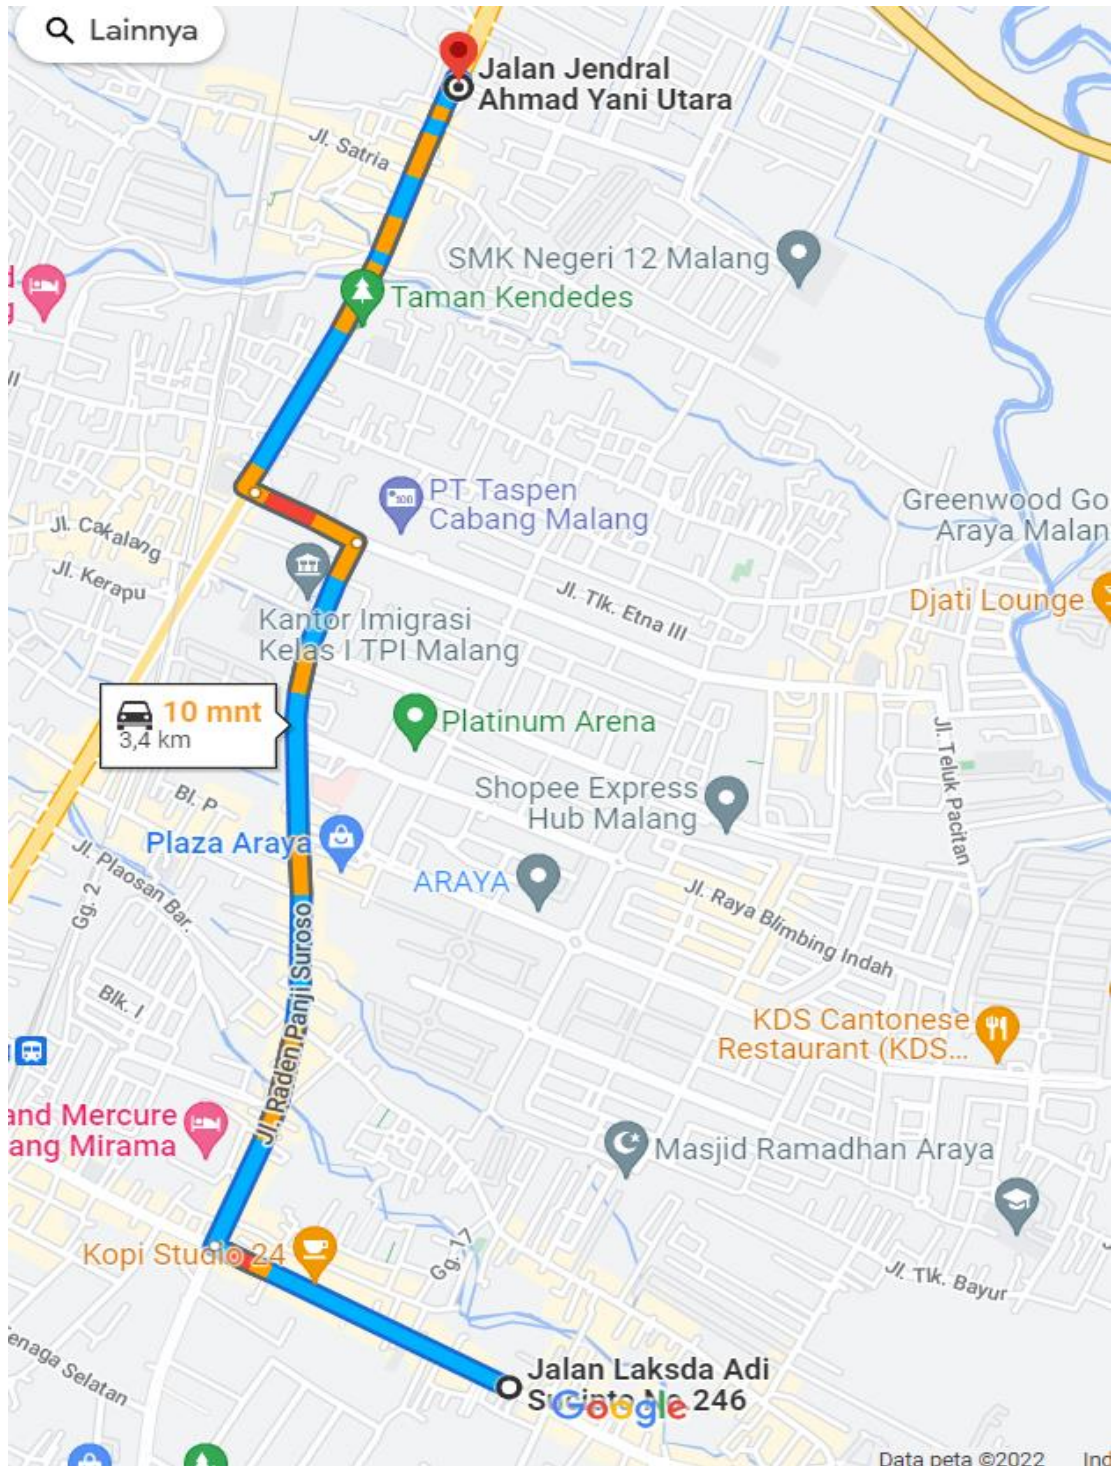 Lainnya
Jalan Jendral
Ahmad Yani Utara
Jl. Satria
SMK Negeri 12 Malang
Taman Kendedes
PT Taspen
Cabang Malang
Greenwood Go
Araya Malan
Jl. Cakalang
Jl. Kerapu
Jl. Tlk. Etna III
Djati Lounge
Kantor Imigrasi
Kelas I TPI Malang
10 mnt
3,4 km
Platinum Arena
Jl. Teluk Pacitan
Shopee Express
Hub Malang
Bl. P
Plaza Araya
Jl. Plaosan Bar.
Gg. 2
ARAYA
Jl. Raya Blimbing Indah
Jl. Raden Panji Suroso
Blk. I
KDS Cantonese
Restaurant (KDS...
and Mercure
ang Mirama
Masjid Ramadhan Araya
Kopi Studio 24
Gg. 17
Jl. Tlk. Bayur
enaga Selatan
Jalan Laksda Adi
Sucipto No 246
Google
Data peta ©2022
Ind